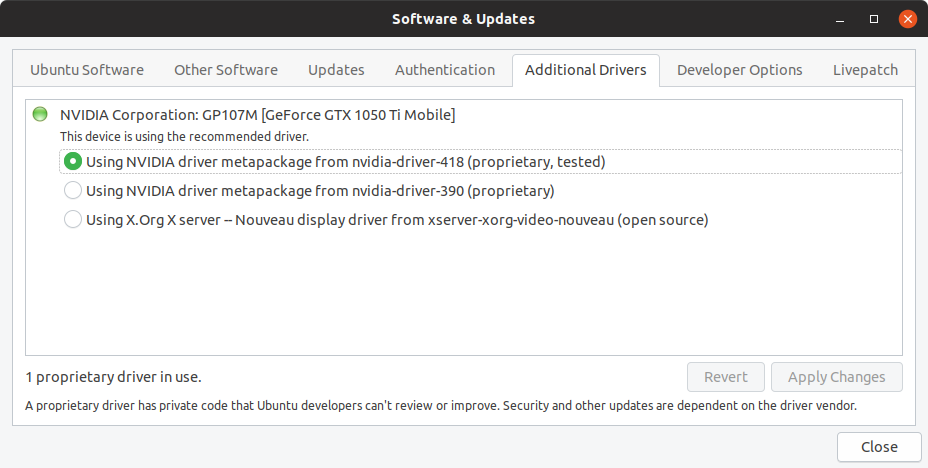 Software & Updates
Ubuntu Software
Other Software
Updates
Authentication
Additional Drivers
Developer Options
Livepatch
NVIDIA Corporation: GP107M [GeForce GTX 1050 Ti Mobile]
This device is using the recommended driver.
Using NVIDIA driver metapackage from nvidia-driver-418 (proprietary, tested)
Using NVIDIA driver metapackage from nvidia-driver-390 (proprietary)
Using X.Org X server -- Nouveau display driver from xserver-xorg-video-nouveau (open source)
1 proprietary driver in use.
Revert
Apply Changes
A proprietary driver has private code that Ubuntu developers can't review or improve. Security and other updates are dependent on the driver vendor.
Close